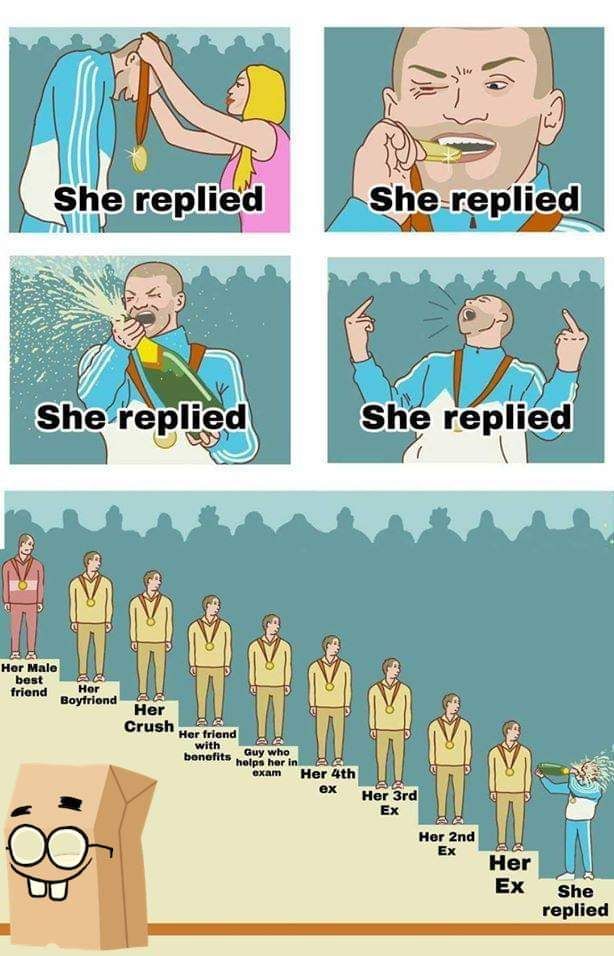 She replied
She replied
She replied
She replied
Her Male
best
friend
Her
Boyfriend
Her
Crush
Her friend
with
benefits
Guy who
helps her in
exam
Her 4th
ex
Her 3rd
Ex
Her 2nd
Ex
Her
Ex
She
replied